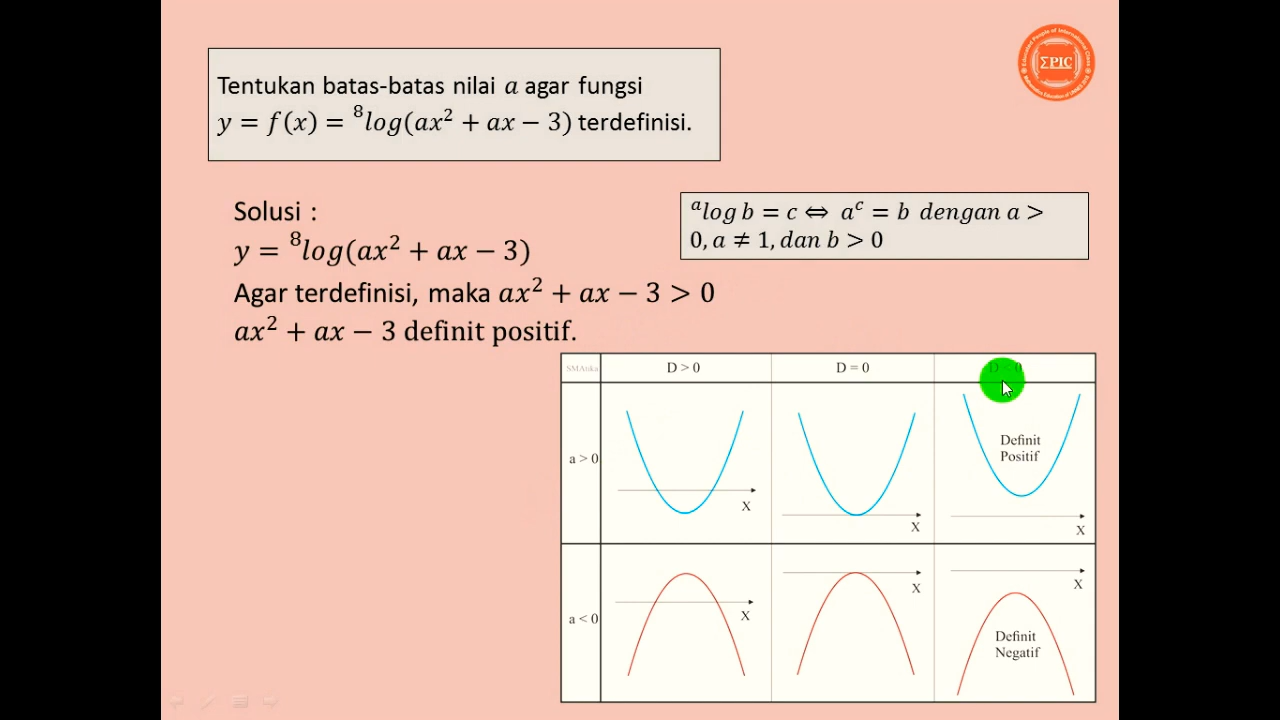 Tentukan batas-batas nilai a agar fungsi
y = f(x) = ⁸log(ax² + ax − 3) terdefinisi.
ΣPIC
Solusi :
y = ⁸log(ax² + ax − 3)
Agar terdefinisi, maka ax² + ax − 3 > 0
ax² + ax − 3 definit positif.
ᵃlog b = c ⇔ aᶜ = b dengan a >
0, a ≠ 1, dan b > 0
D > 0 D = 0 D < 0
a > 0
Definit
Positif
X X X
a < 0
X X X
Definit
Negatif